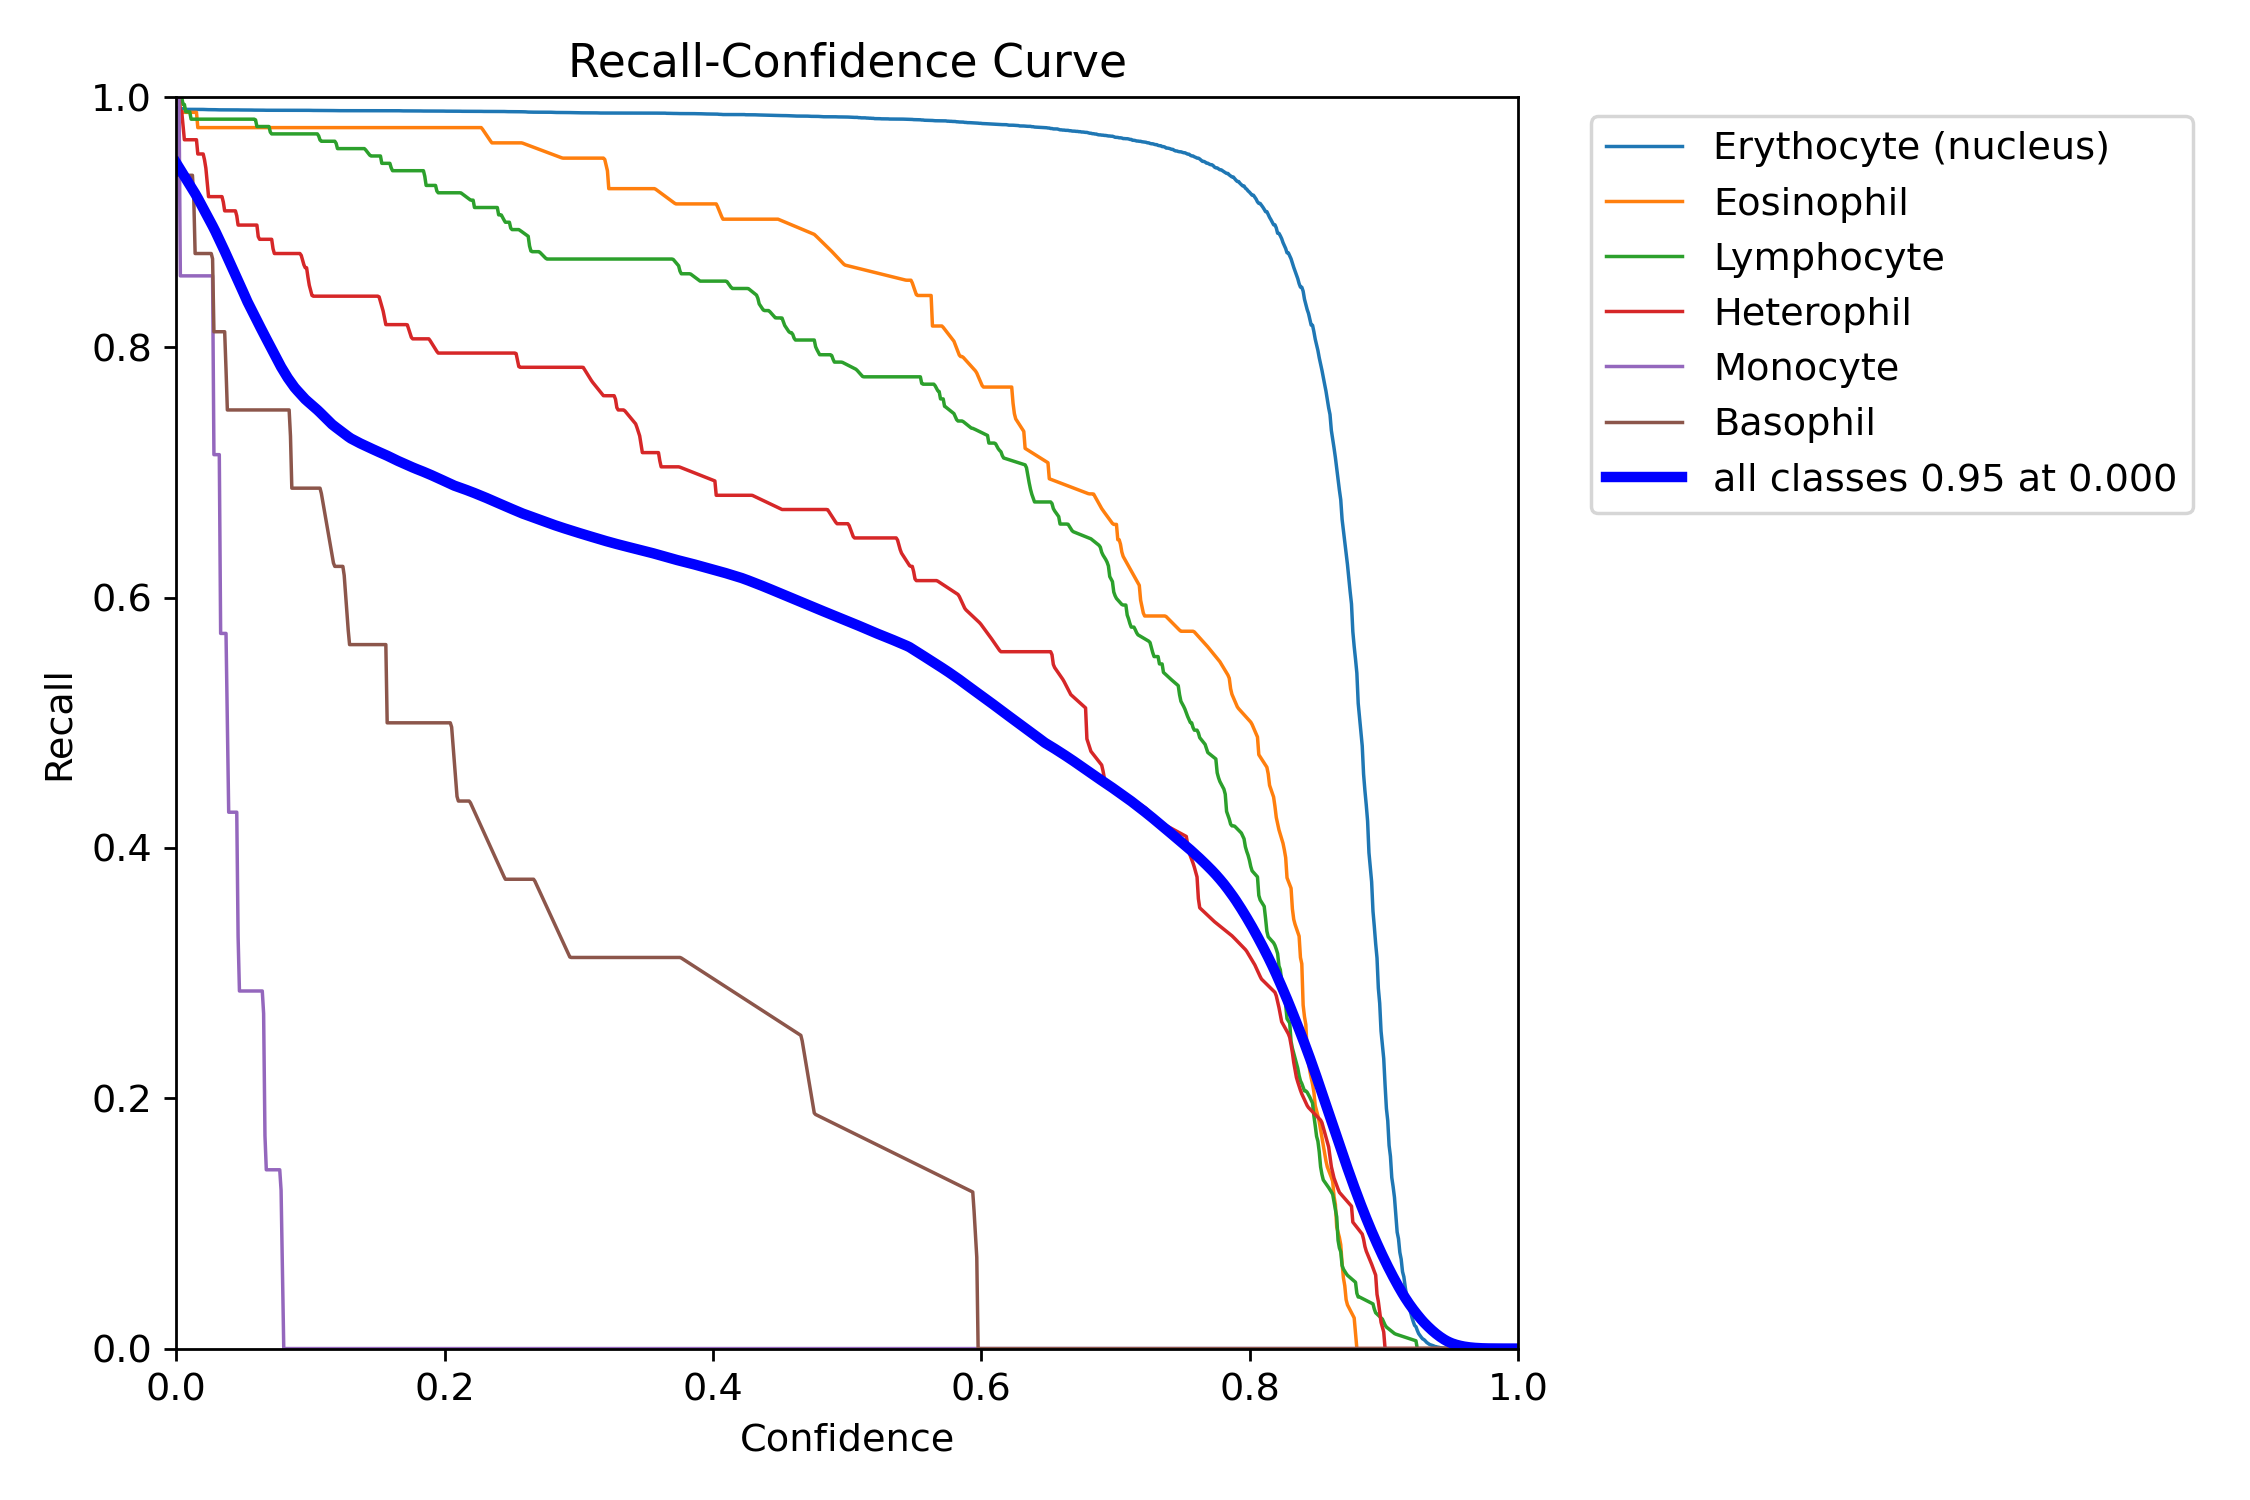 Recall-Confidence Curve
1.0
0.8
0.6
0.4
0.2
0.0
Recall
0.0 0.2 0.4 0.6 0.8 1.0
Confidence
Erythocyte (nucleus)
Eosinophil
Lymphocyte
Heterophil
Monocyte
Basophil
all classes 0.95 at 0.000